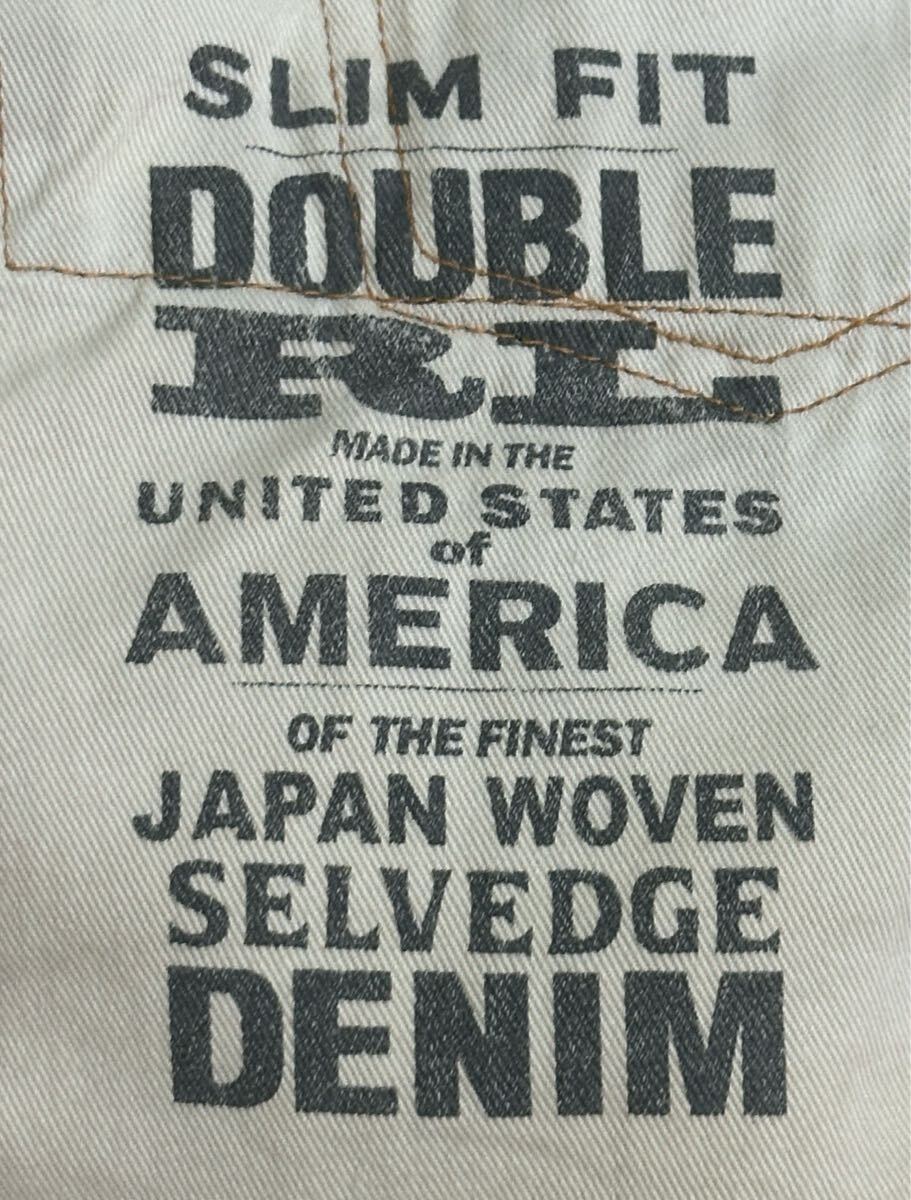 SLIM FIT
DOUBLE
RL
MADE IN THE
UNITED STATES
of
AMERICA
OF THE FINEST
JAPAN WOVEN
SELVEDGE
DENIM